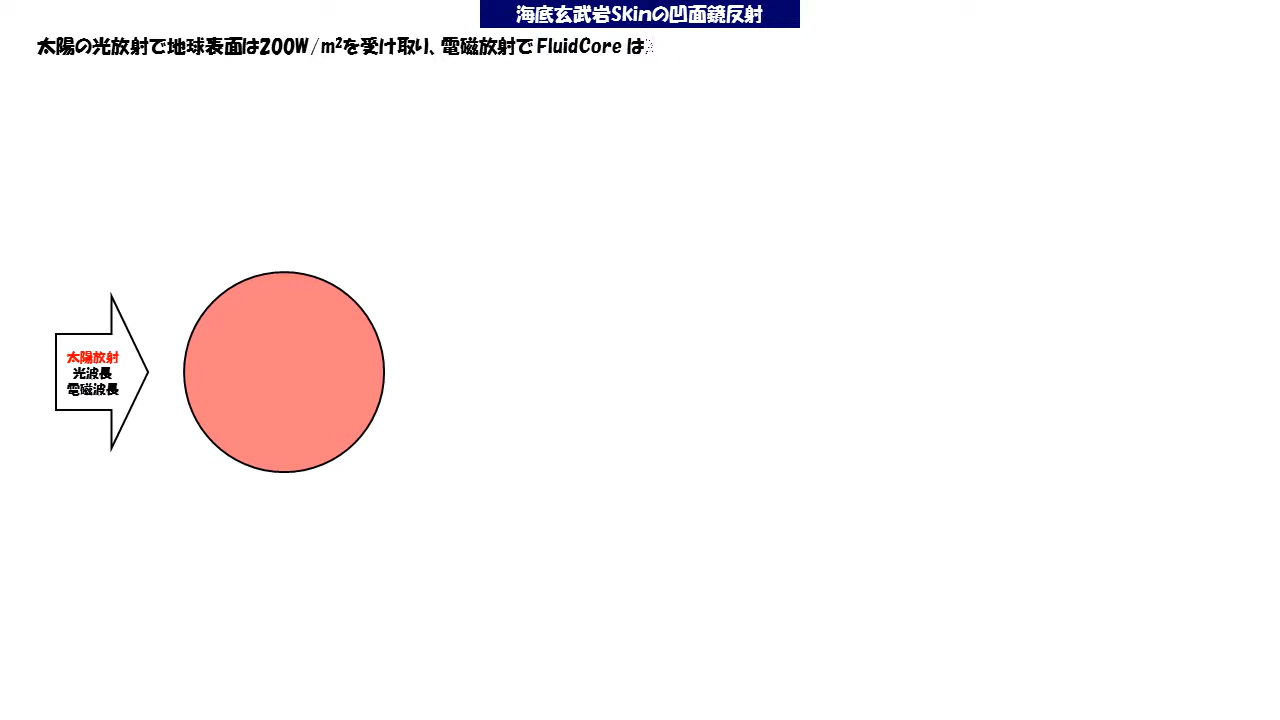 海底玄武岩Skinの凹面鏡反射
太陽の光放射で地球表面は200W/m²を受け取り、電磁放射でFluidCoreは
太陽放射
光波長
電磁波長